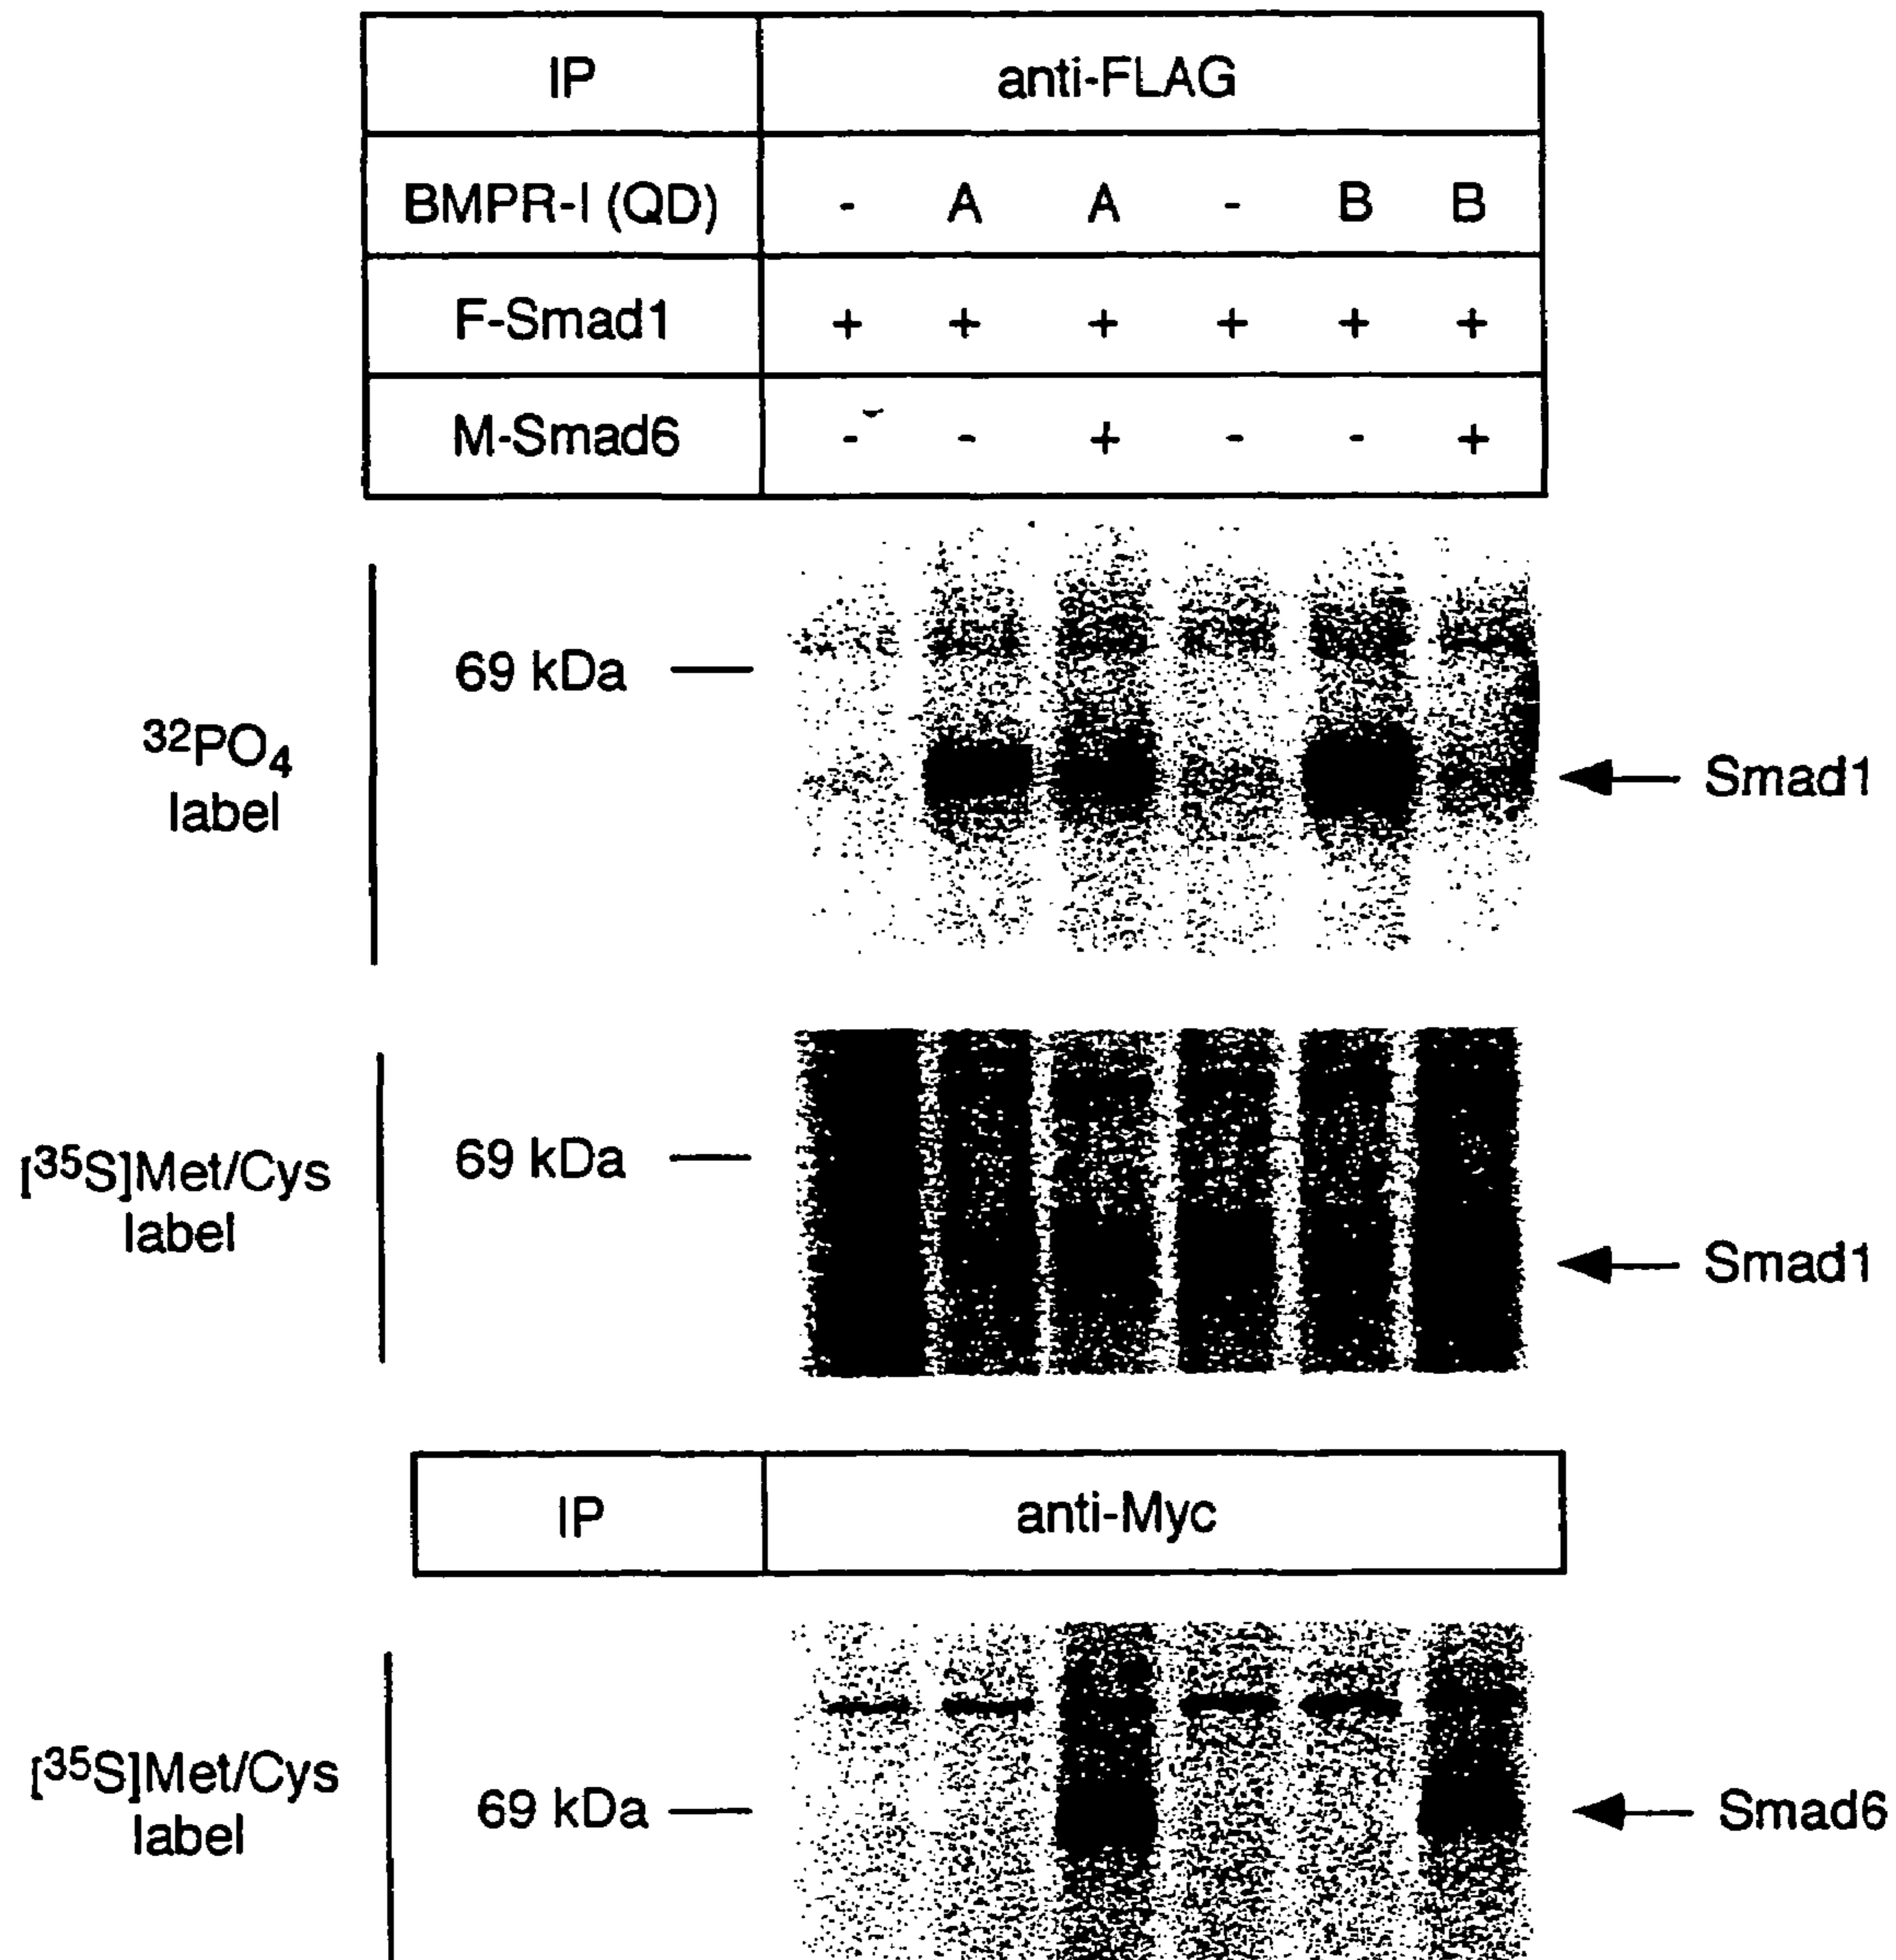 IP anti-FLAG
BMPR-I (QD) - A A - B B
F-Smad1 + + + + + +
M-Smad6 - - + - - +
69 kDa
³²PO₄
label
Smad1
69 kDa
[³⁵S]Met/Cys
label
Smad1
IP anti-Myc
[³⁵S]Met/Cys
label
69 kDa
Smad6